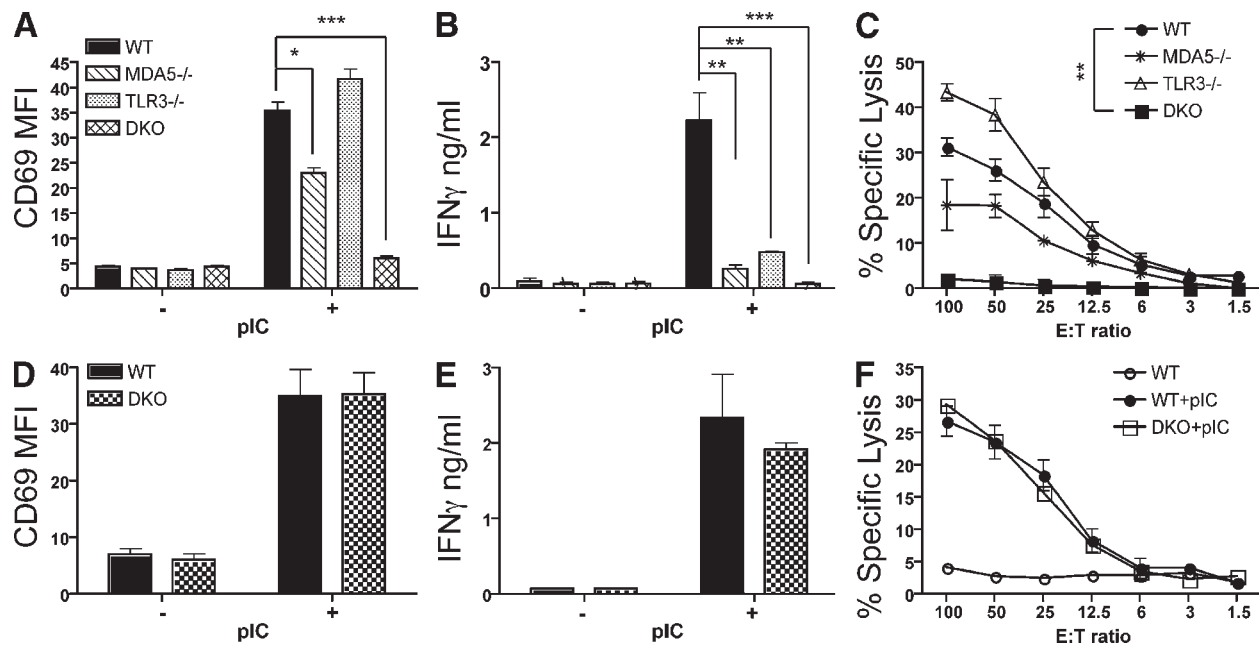 A
WT
MDA5-/-
TLR3-/-
DKO
*
***
CD69 MFI
45
40
35
30
25
20
15
10
5
0
-
+
pIC
B
***
**
**
IFNγ ng/ml
3
2
1
0
-
+
pIC
C
WT
MDA5-/-
TLR3-/-
DKO
**
% Specific Lysis
50
40
30
20
10
0
100 50 25 12.5 6 3 1.5
E:T ratio
D
WT
DKO
CD69 MFI
40
30
20
10
0
-
+
pIC
E
IFNγ ng/ml
3
2
1
0
-
+
pIC
F
WT
WT+pIC
DKO+pIC
% Specific Lysis
35
30
25
20
15
10
5
0
100 50 25 12.5 6 3 1.5
E:T ratio